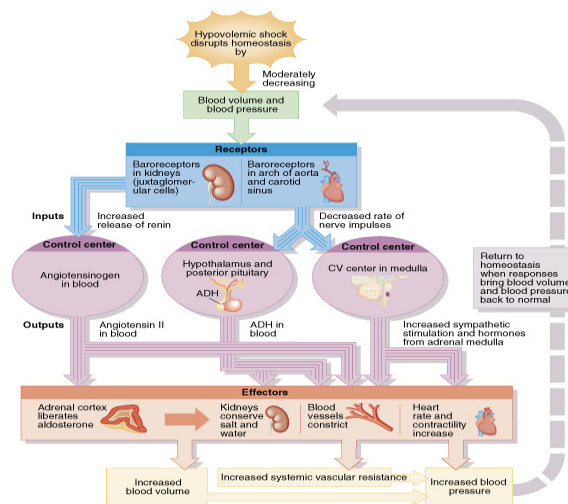 Hypovolemic shock
disrupts homeostasis
by
Moderately
decreasing
Blood volume and
blood pressure
Receptors
Baroreceptors
in kidneys
(juxtaglomer-
ular cells)
Baroreceptors
in arch of aorta
and carotid
sinus
Inputs
Increased
release of renin
Decreased rate of
nerve impulses
Control center
Angiotensinogen
in blood
Control center
Hypothalamus and
posterior pituitary
ADH
Control center
CV center in medulla
Return to
homeostasis
when responses
bring blood volume
and blood pressure
back to normal
Outputs
Angiotensin II
in blood
ADH in
blood
Increased sympathetic
stimulation and hormones
from adrenal medulla
Effectors
Adrenal cortex
liberates
aldosterone
Kidneys
conserve
salt and
water
Blood
vessels
constrict
Heart
rate and
contractility
increase
Increased
blood volume
Increased systemic vascular resistance
Increased blood
pressure